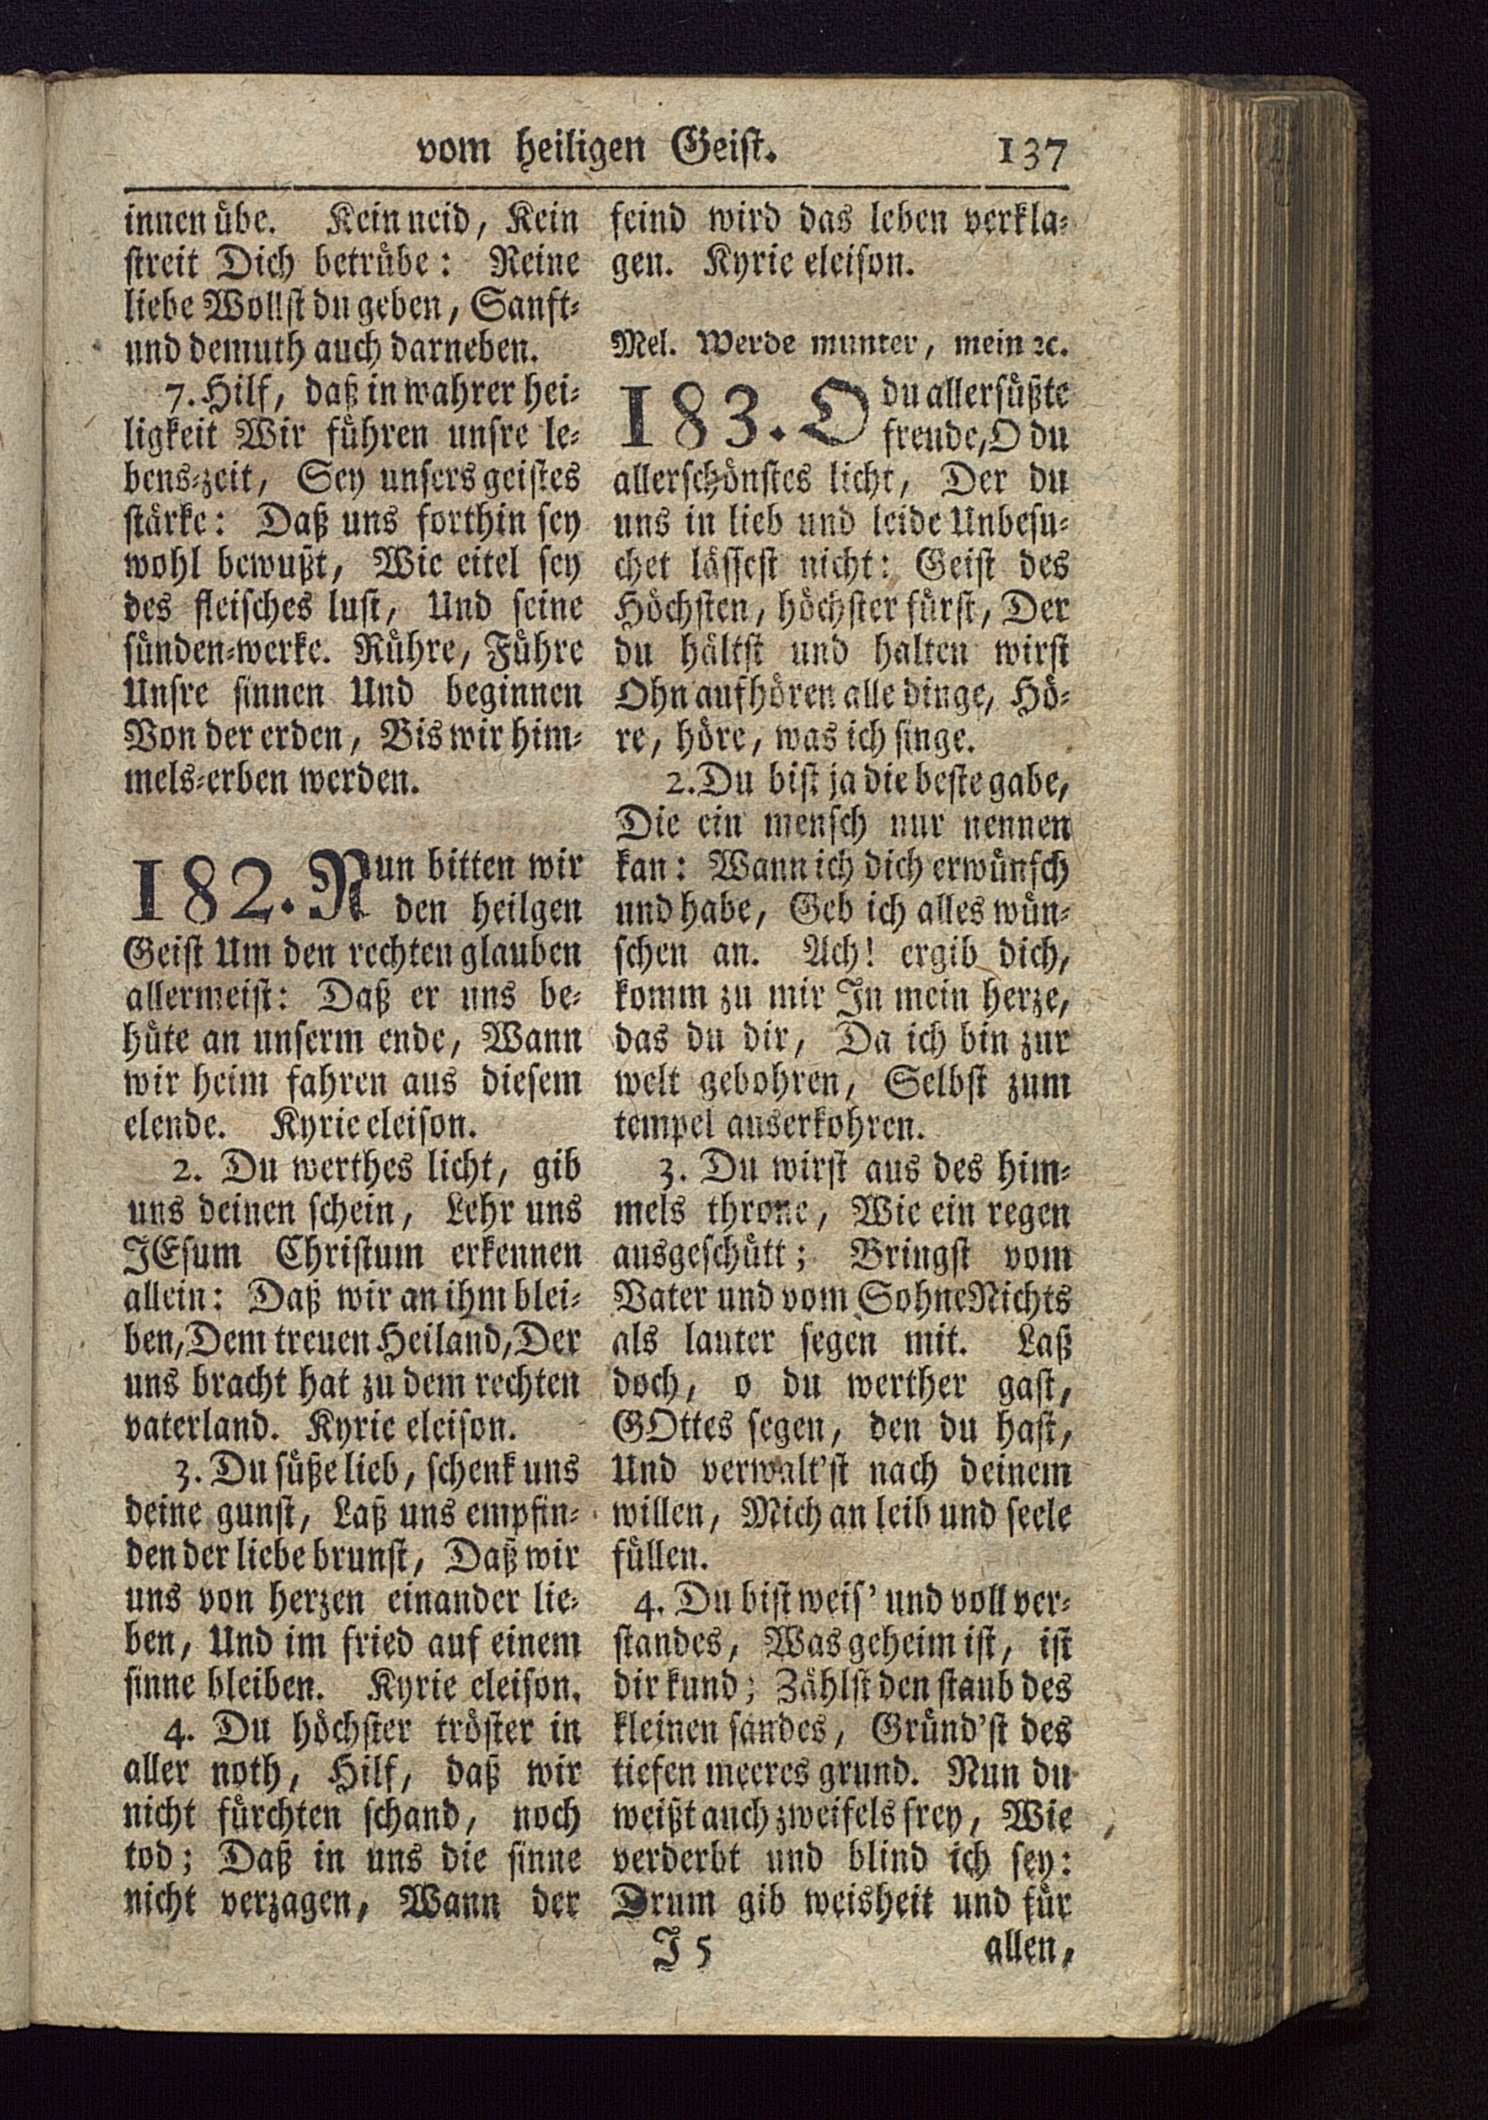 vom heiligen Geist. 137
innen übe. Kein neid, Kein
streit Dich betrübe: Reine
liebe Wollst du geben, Sanft-
und demuth auch darneben.
7. Hilf, daß in wahrer hei-
ligkeit Wir führen unsre le-
bens-zeit, Sey unsers geistes
stärke: Daß uns forthin sey
wohl bewußt, Wie eitel sey
des fleisches lust, Und seine
sünden-werke. Rühre, Führe
Unsre sinnen Und beginnen
Von der erden, Bis wir him-
mels-erben werden.
182. Nun bitten wir
den heilgen
Geist Um den rechten glauben
allermeist: Daß er uns be-
hüte an unserm ende, Wann
wir heim fahren aus diesem
elende. Kyrie eleison.
2. Du werthes licht, gib
uns deinen schein, Lehr uns
JEsum Christum erkennen
allein: Daß wir an ihm blei-
ben, Dem treuen Heiland, Der
uns bracht hat zu dem rechten
vaterland. Kyrie eleison.
3. Du süße lieb, schenk uns
deine gunst, Laß uns empfin-
den der liebe brunst, Daß wir
uns von herzen einander lie-
ben, Und im fried auf einem
sinne bleiben. Kyrie eleison.
4. Du höchster tröster in
aller noth, Hilf, daß wir
nicht fürchten schand, noch
tod; Daß in uns die sinne
nicht verzagen, Wann der
feind wird das leben verkla-
gen. Kyrie eleison.
Mel. Werde munter, mein ꝛc.
183. O du allersüßte
freude, O du
allerschönstes licht, Der du
uns in lieb und leide Unbesu-
chet lässest nicht: Geist des
Höchsten, höchster fürst, Der
du hältst und halten wirst
Ohn aufhören alle dinge, Hö-
re, höre, was ich singe.
2. Du bist ja die beste gabe,
Die ein mensch nur nennen
kan: Wann ich dich erwünsch
und habe, Geb ich alles wün-
schen an. Ach! ergib dich,
komm zu mir In mein herze,
das du dir, Da ich bin zur
welt gebohren, Selbst zum
tempel auserkohren.
3. Du wirst aus des him-
mels throne, Wie ein regen
ausgeschütt; Bringst vom
Vater und vom Sohne Nichts
als lauter segen mit. Laß
doch, o du werther gast,
GOttes segen, den du hast,
Und verwalt'st nach deinem
willen, Mich an leib und seele
füllen.
4. Du bist weis' und voll ver-
standes, Was geheim ist, ist
dir kund; Zählst den staub des
kleinen sandes, Gründ'st des
tiefen meeres grund. Nun du
weißt auch zweifels frey, Wie
verderbt und blind ich sey:
Drum gib weisheit und für
J 5 allen,